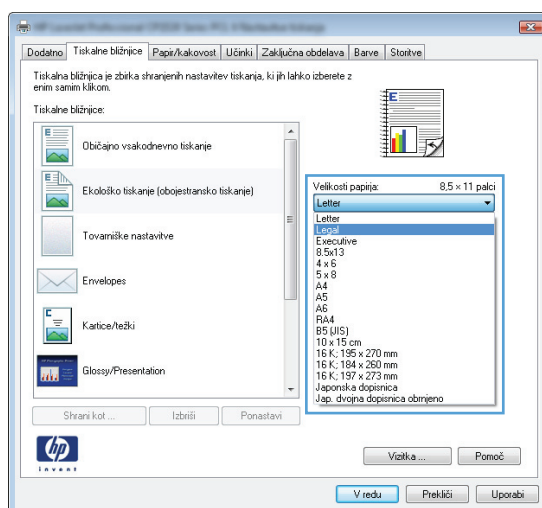 Dodatno Tiskalne bližnjice Papir/kakovost Učinki Zaključna obdelava Barve Storitve
Tiskalna bližnjica je zbirka shranjenih nastavitev tiskanja, ki jih lahko izberete z
enim samim klikom.
Tiskalne bližnjice:
Običajno vsakodnevno tiskanje
Ekološko tiskanje (obojestransko tiskanje)
Tovarniške nastavitve
Envelopes
Kartice/težki
Glossy/Presentation
Shrani kot ... Izbriši Ponastavi
Velikosti papirja: 8,5 × 11 palci
Letter
Letter
Legal
Executive
8.5x13
4 x 6
5 x 8
A4
A5
A6
RA4
B5 (JIS)
10 x 15 cm
16 K; 195 x 270 mm
16 K; 184 x 260 mm
16 K; 197 x 273 mm
Japonska dopisnica
Jap. dvojna dopisnica obrnjeno
hp
invent
Vizitka ... Pomoč
V redu Prekliči Uporabi